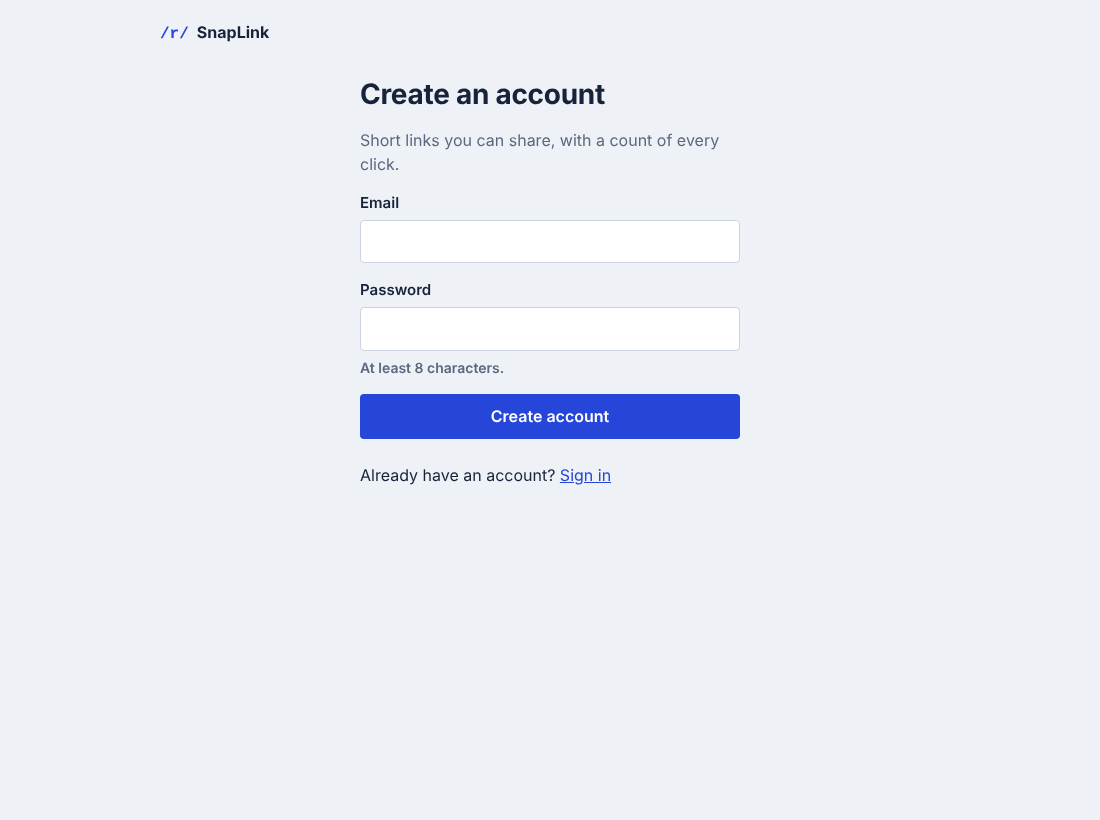 /r/ SnapLink
Create an account
Short links you can share, with a count of every
click.
Email
Password
At least 8 characters.
Create account
Already have an account? Sign in